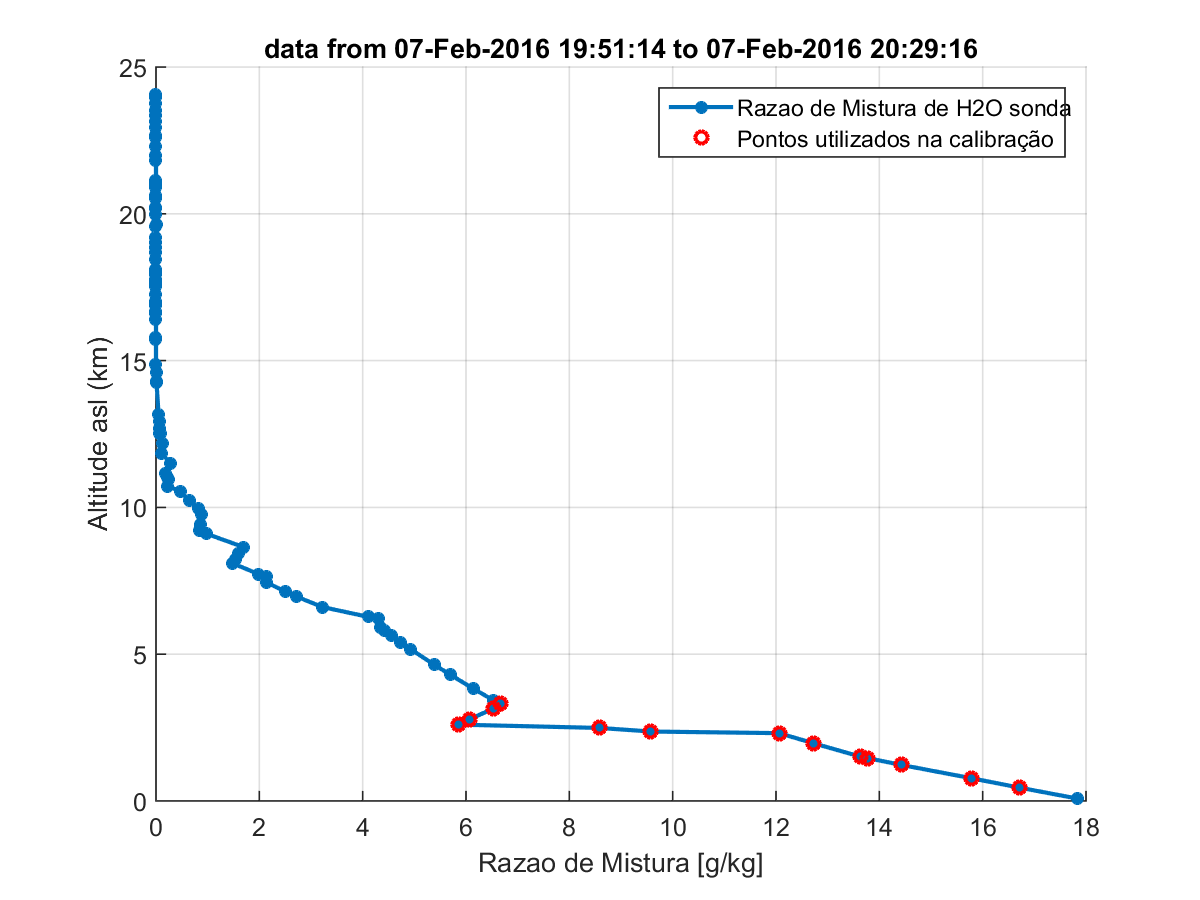 data from 07-Feb-2016 19:51:14 to 07-Feb-2016 20:29:16
Razao de Mistura de H2O sonda
Pontos utilizados na calibração
25
20
15
10
5
0
Altitude asl (km)
0 2 4 6 8 10 12 14 16 18
Razao de Mistura [g/kg]